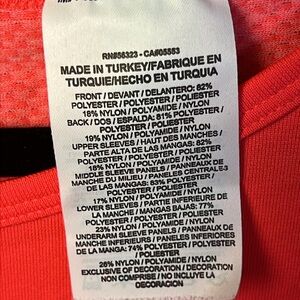 RN#56323 - CA#05553
MADE IN TURKEY/FABRIQUE EN
TURQUIE/HECHO EN TURQUIA
FRONT / DEVANT / DELANTERO: 82%
POLYESTER / POLYESTER / POLIESTER
18% NYLON / POLYAMIDE / NYLON
BACK / DOS / ESPALDA: 81% POLYESTER /
POLYESTER / POLIESTER
19% NYLON / POLYAMIDE / NYLON
UPPER SLEEVES / HAUT DES MANCHES /
PARTE ALTA DE LAS MANGAS: 82%
POLYESTER / POLYESTER / POLIESTER
18% NYLON / POLYAMIDE / NYLON
MIDDLE SLEEVE PANELS / PANNEAUX DE
MANCHE DU MILIEU / PANELES CENTRALES
DE LAS MANGAS: 83% POLYESTER /
POLYESTER / POLIESTER
17% NYLON / POLYAMIDE / NYLON
LOWER SLEEVES / PARTIE INFERIEURE DE
LA MANCHE / MANGAS POLYESTER: 77%
POLYESTER / POLYESTER / POLIESTER
23% NYLON / POLYAMIDE / NYLON
UNDERARM SLEEVE PANELS / PANNEAUX DE
MANCHE INFERIEURS / PANELES INFERIORES
DE LA MANGAS: 74% POLYESTER /
POLYESTER / POLIESTER
26% NYLON / POLYAMIDE / NYLON
EXCLUSIVE OF DECORATION / DECORATION
NON COMPRISE / NO INCLUYE LA
DECORACION